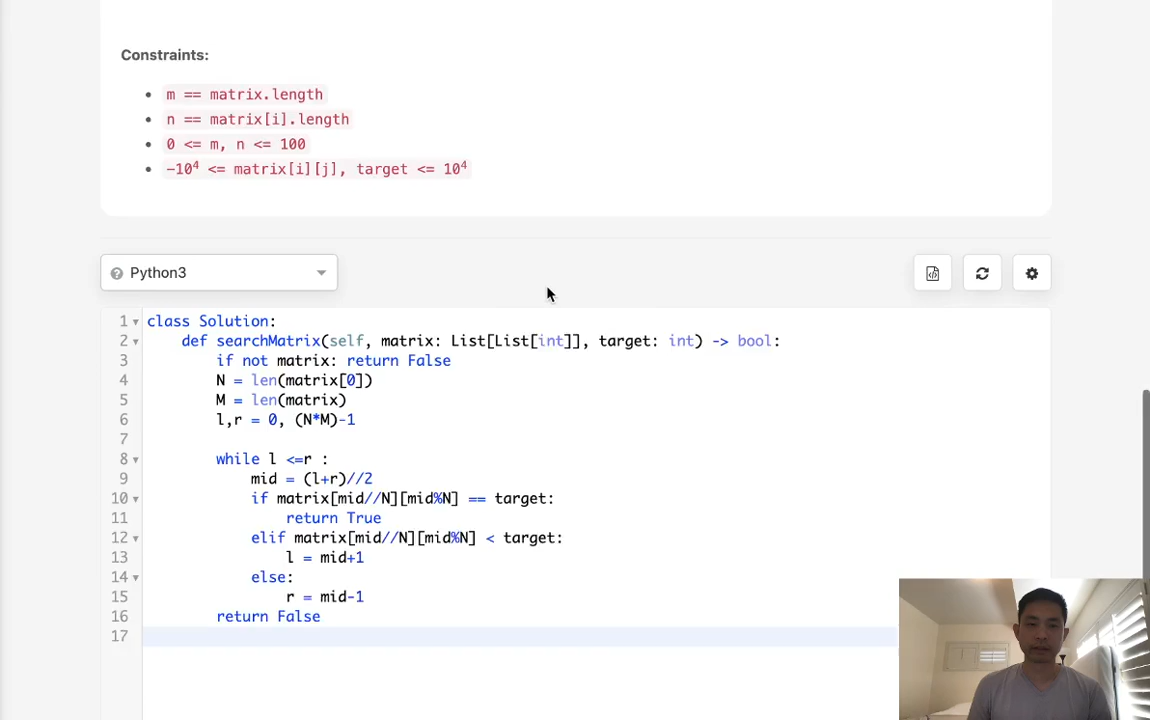 Constraints:
m == matrix.length
n == matrix[i].length
0 <= m, n <= 100
-10⁴ <= matrix[i][j], target <= 10⁴
Python3
1 class Solution:
2 def searchMatrix(self, matrix: List[List[int]], target: int) -> bool:
3 if not matrix: return False
4 N = len(matrix[0])
5 M = len(matrix)
6 l,r = 0, (N*M)-1
7
8 while l <=r :
9 mid = (l+r)//2
10 if matrix[mid//N][mid%N] == target:
11 return True
12 elif matrix[mid//N][mid%N] < target:
13 l = mid+1
14 else:
15 r = mid-1
16 return False
17